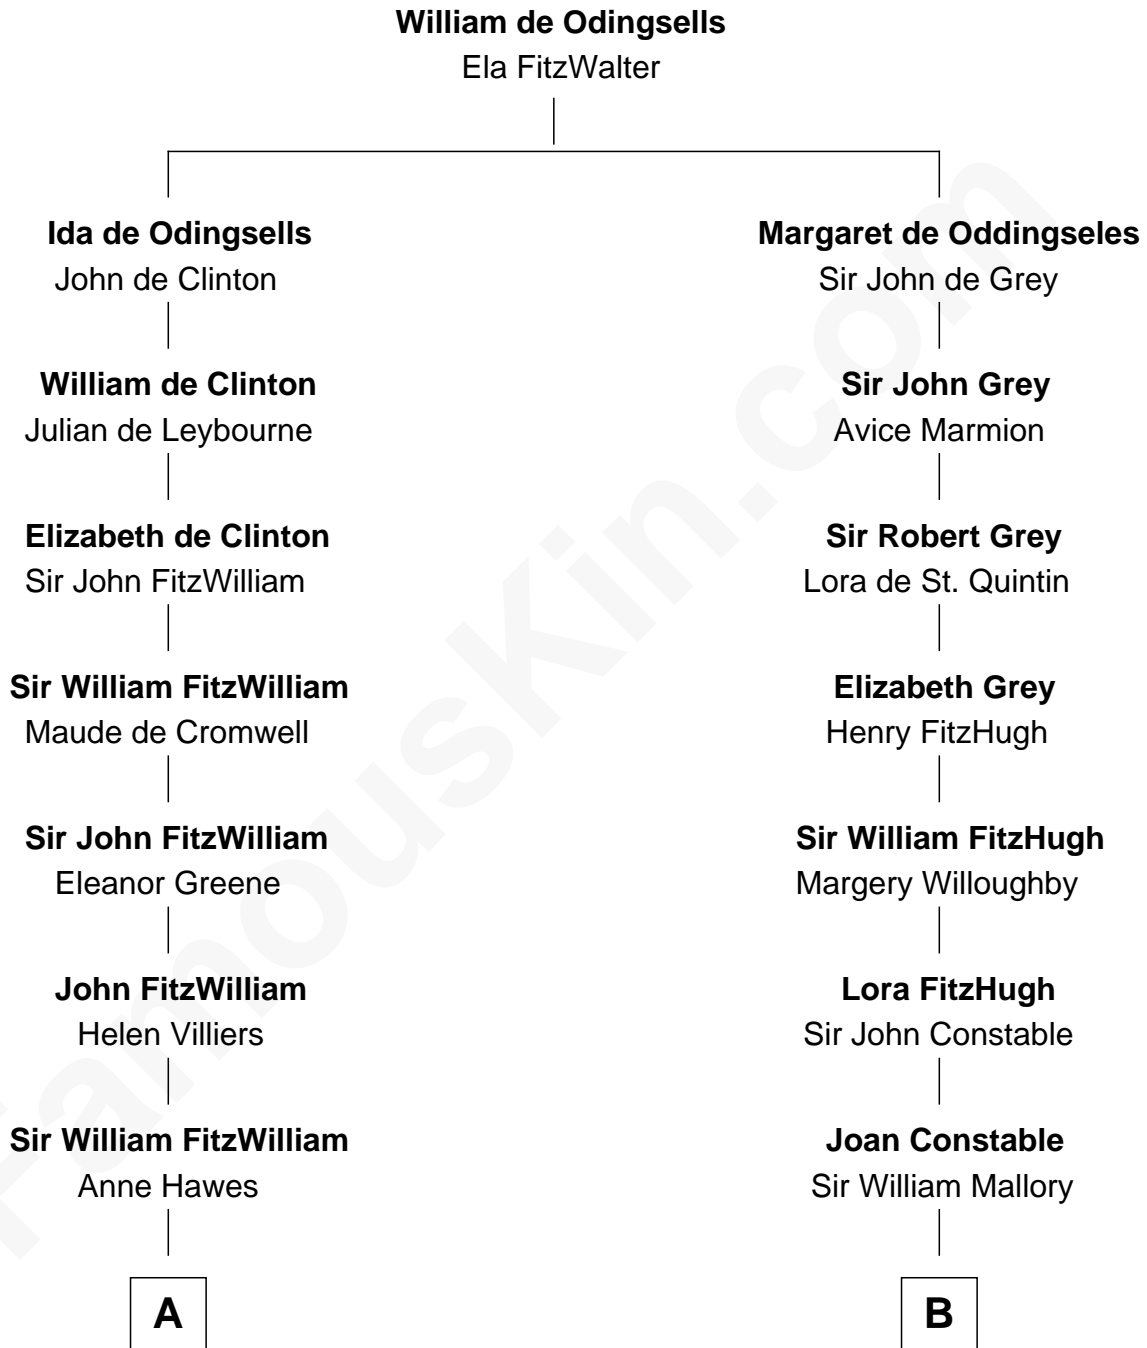 William de Odingsells
Ela FitzWalter
Ida de Odingsells
John de Clinton
Margaret de Oddingseles
Sir John de Grey
William de Clinton
Julian de Leybourne
Sir John Grey
Avice Marmion
Elizabeth de Clinton
Sir John FitzWilliam
Sir Robert Grey
Lora de St. Quintin
Sir William FitzWilliam
Maude de Cromwell
Elizabeth Grey
Henry FitzHugh
Sir John FitzWilliam
Eleanor Greene
Sir William FitzHugh
Margery Willoughby
John FitzWilliam
Helen Villiers
Lora FitzHugh
Sir John Constable
Sir William FitzWilliam
Anne Hawes
Joan Constable
Sir William Mallory
A
B
FamousKin.com